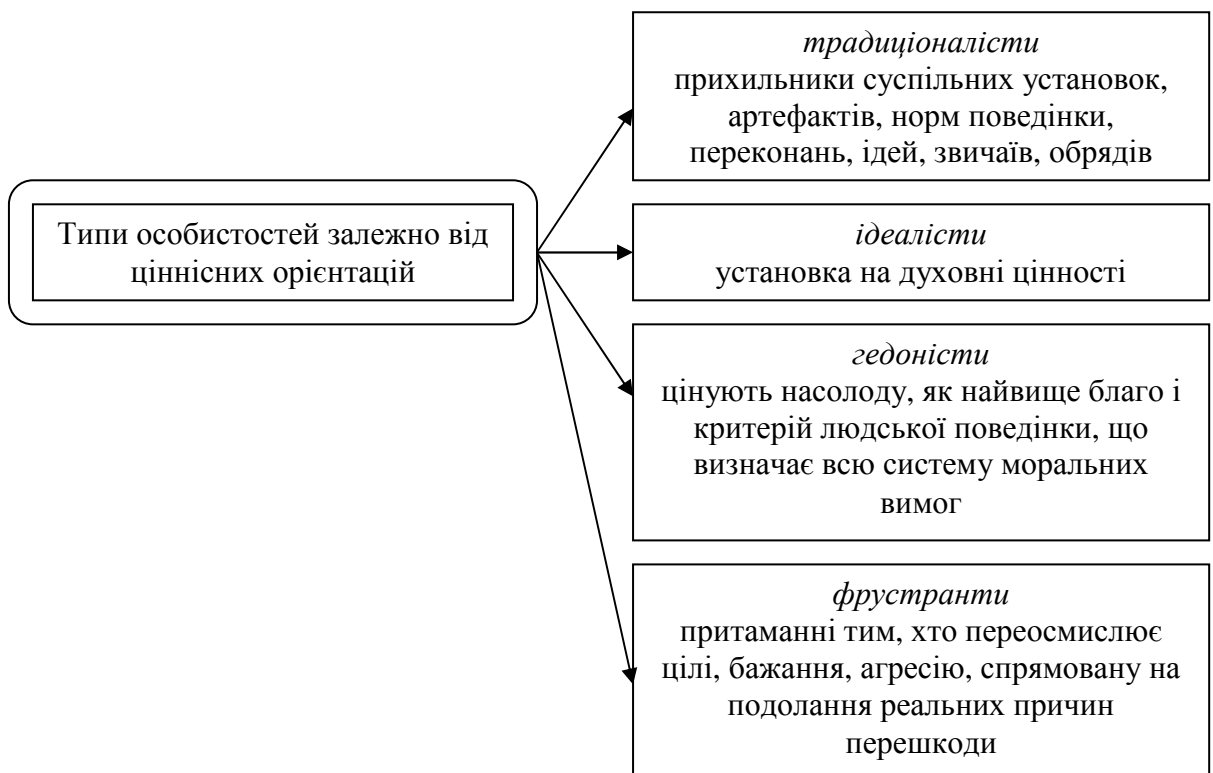 Типи особистостей залежно від
ціннісних орієнтацій
традиціоналісти
прихильники суспільних установок,
артефактів, норм поведінки,
переконань, ідей, звичаїв, обрядів
ідеалісти
установка на духовні цінності
гедоністи
цінують насолоду, як найвище благо і
критерій людської поведінки, що
визначає всю систему моральних
вимог
фрустранти
притаманні тим, хто переосмислює
цілі, бажання, агресію, спрямовану на
подолання реальних причин
перешкоди